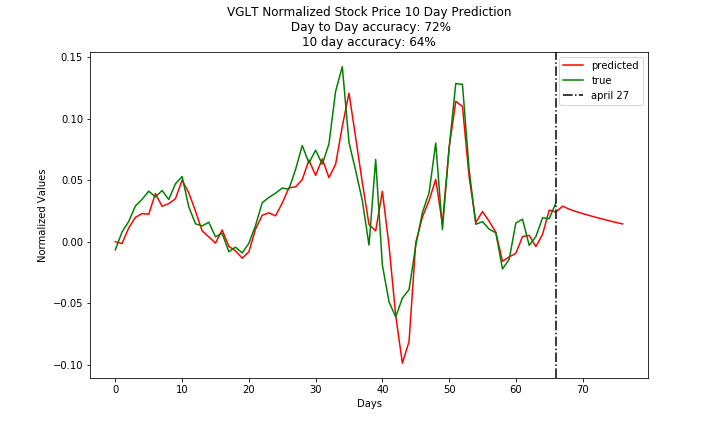 VGLT Normalized Stock Price 10 Day Prediction
Day to Day accuracy: 72%
10 day accuracy: 64%
predicted
true
april 27
Normalized Values
0.15
0.10
0.05
0.00
−0.05
−0.10
0 10 20 30 40 50 60 70
Days